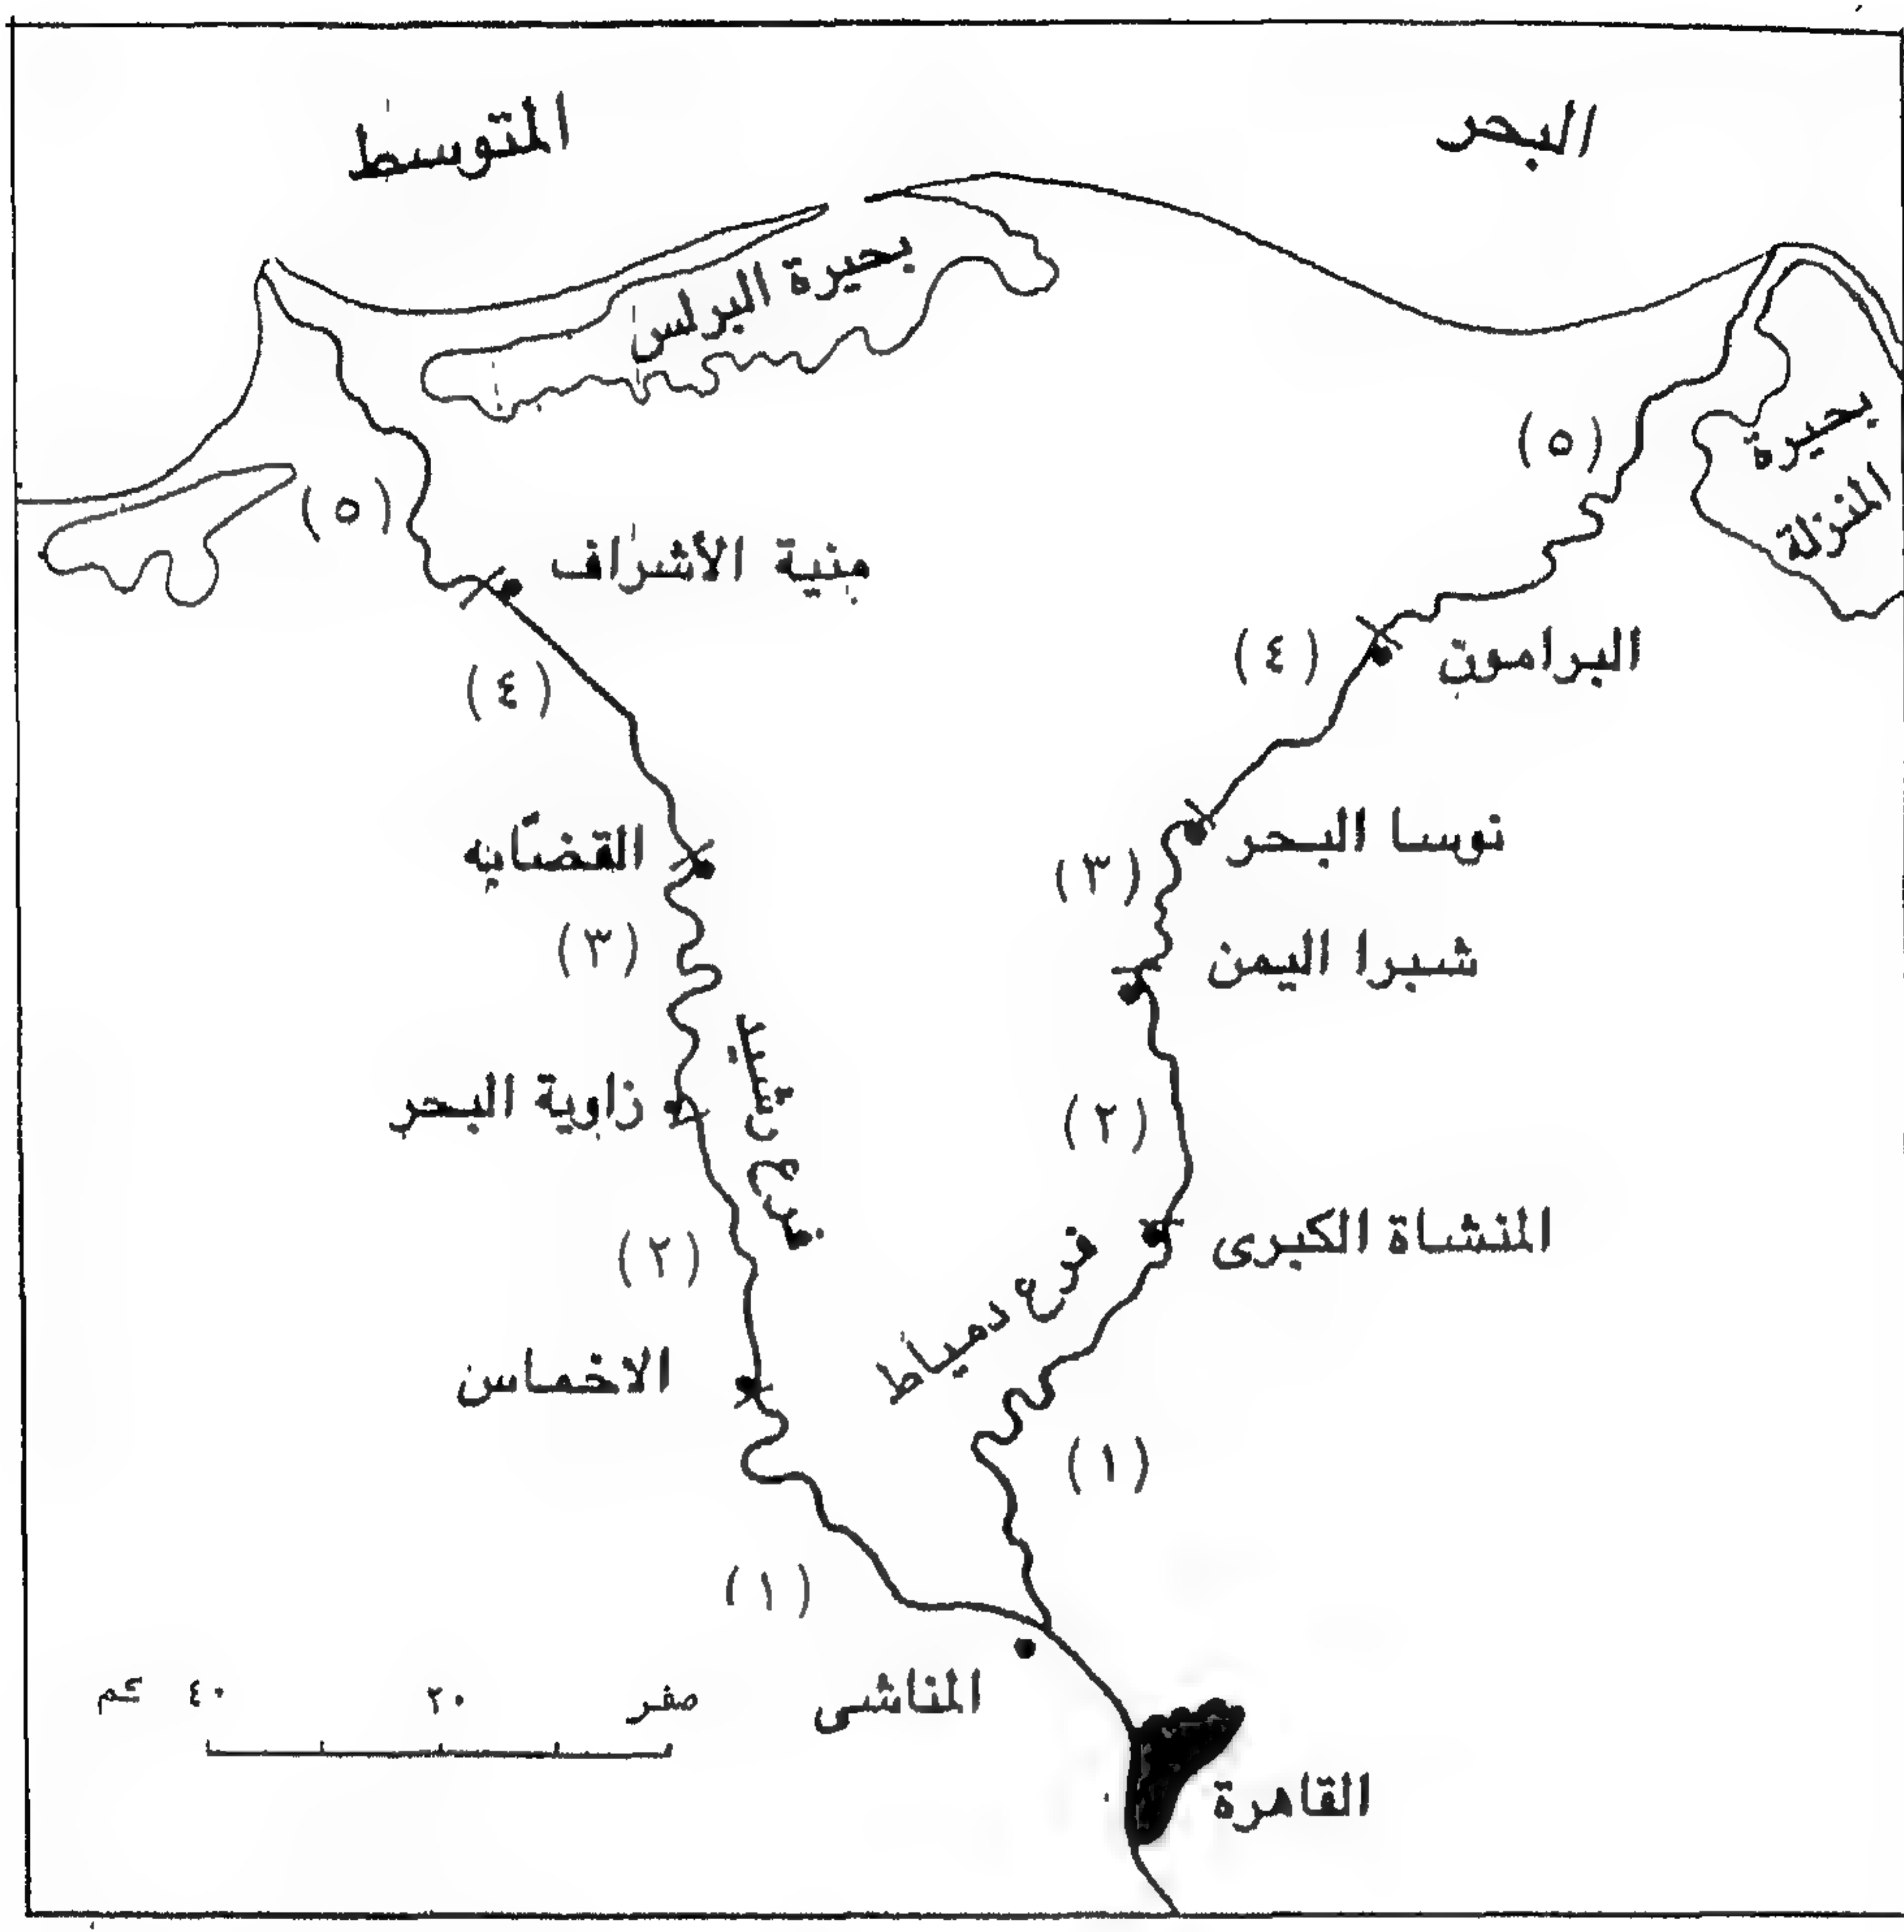 البحر
المتوسط
بحيرة البرلس
بحيرة
المنزلة
(٥)
(٥)
منية الأشراف
البرامون
(٤)
(٤)
نوسا البحر
القضابه
(٣)
(٣)
شبرا اليمن
زاوية البحر
(٢)
فرع رشيد
المنشاة الكبرى
(٢)
فرع دمياط
الاخماس
(١)
(١)
المناشى
صفر ٢٠ ٤٠ كم
القاهرة